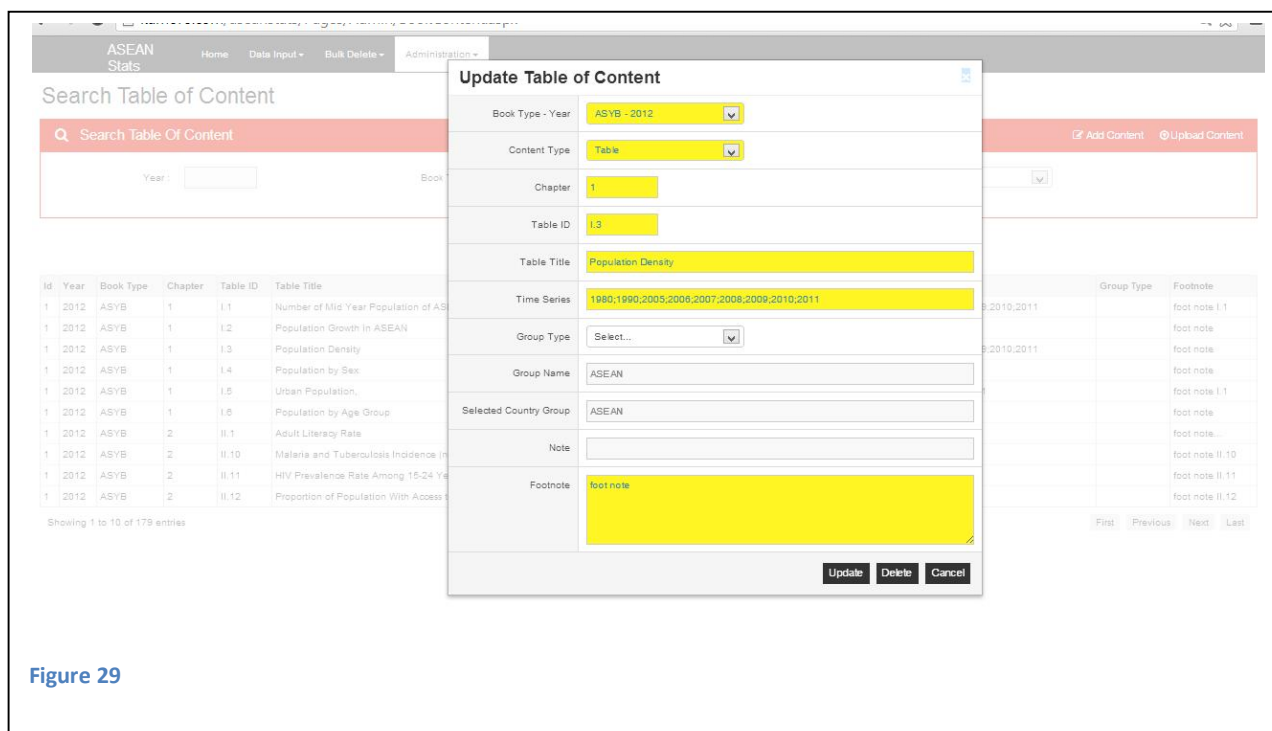 ASEAN Stats Home Data Input Bulk Delete Administration
Search Table of Content
Search Table Of Content Add Content Upload Content
Year : Book
Id Year Book Type Chapter Table ID Table Title Group Type Footnote
1 2012 ASYB 1 I.1 Number of Mid Year Population of AS 9;2010;2011 foot note I.1
1 2012 ASYB 1 I.2 Population Growth in ASEAN foot note
1 2012 ASYB 1 I.3 Population Density 9;2010;2011 foot note
1 2012 ASYB 1 I.4 Population by Sex foot note
1 2012 ASYB 1 I.5 Urban Population, foot note I.1
1 2012 ASYB 1 I.6 Population by Age Group foot note
1 2012 ASYB 2 II.1 Adult Literacy Rate foot note...
1 2012 ASYB 2 II.10 Malaria and Tuberculosis Incidence in foot note II.10
1 2012 ASYB 2 II.11 HIV Prevalence Rate Among 15-24 Ye foot note II.11
1 2012 ASYB 2 II.12 Proportion of Population With Access t foot note II.12
Showing 1 to 10 of 179 entries First Previous Next Last
Update Table of Content
Book Type - Year ASYB - 2012
Content Type Table
Chapter 1
Table ID I.3
Table Title Population Density
Time Series 1980;1990;2005;2006;2007;2008;2009;2010;2011
Group Type Select...
Group Name ASEAN
Selected Country Group ASEAN
Note
Footnote foot note
Update Delete Cancel
Figure 29